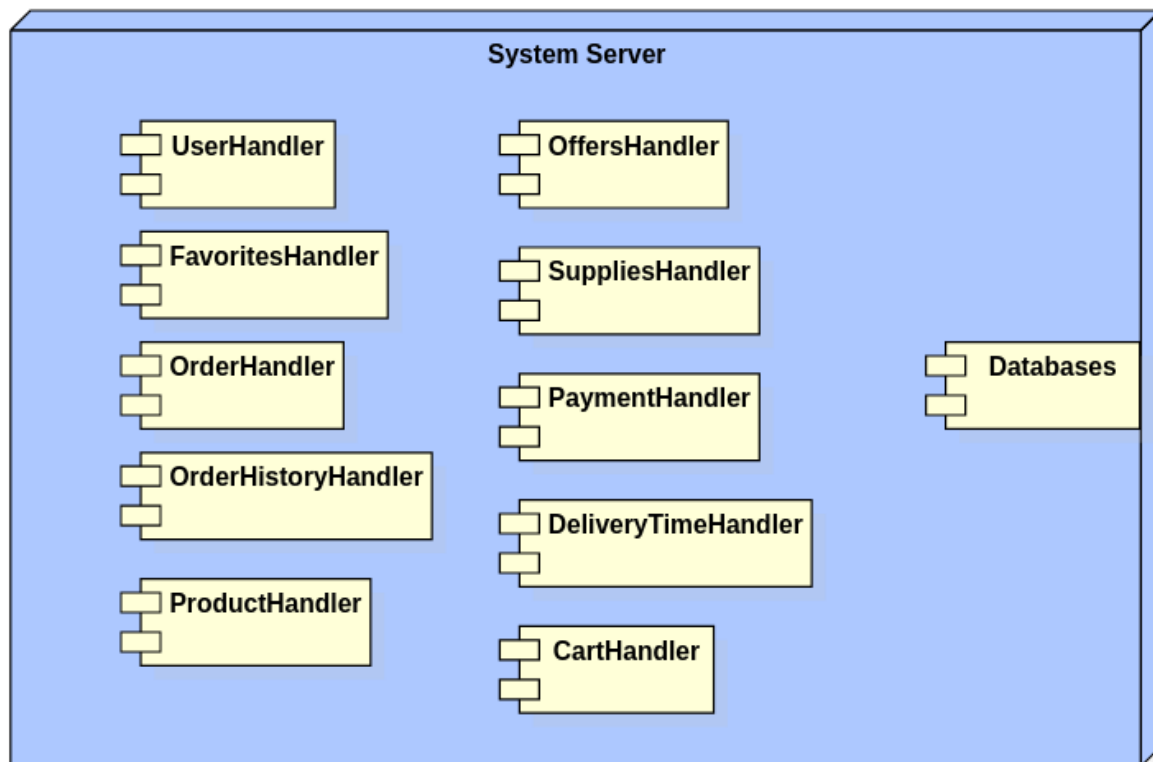 System Server
UserHandler
FavoritesHandler
OrderHandler
OrderHistoryHandler
ProductHandler
OffersHandler
SuppliesHandler
PaymentHandler
DeliveryTimeHandler
CartHandler
Databases